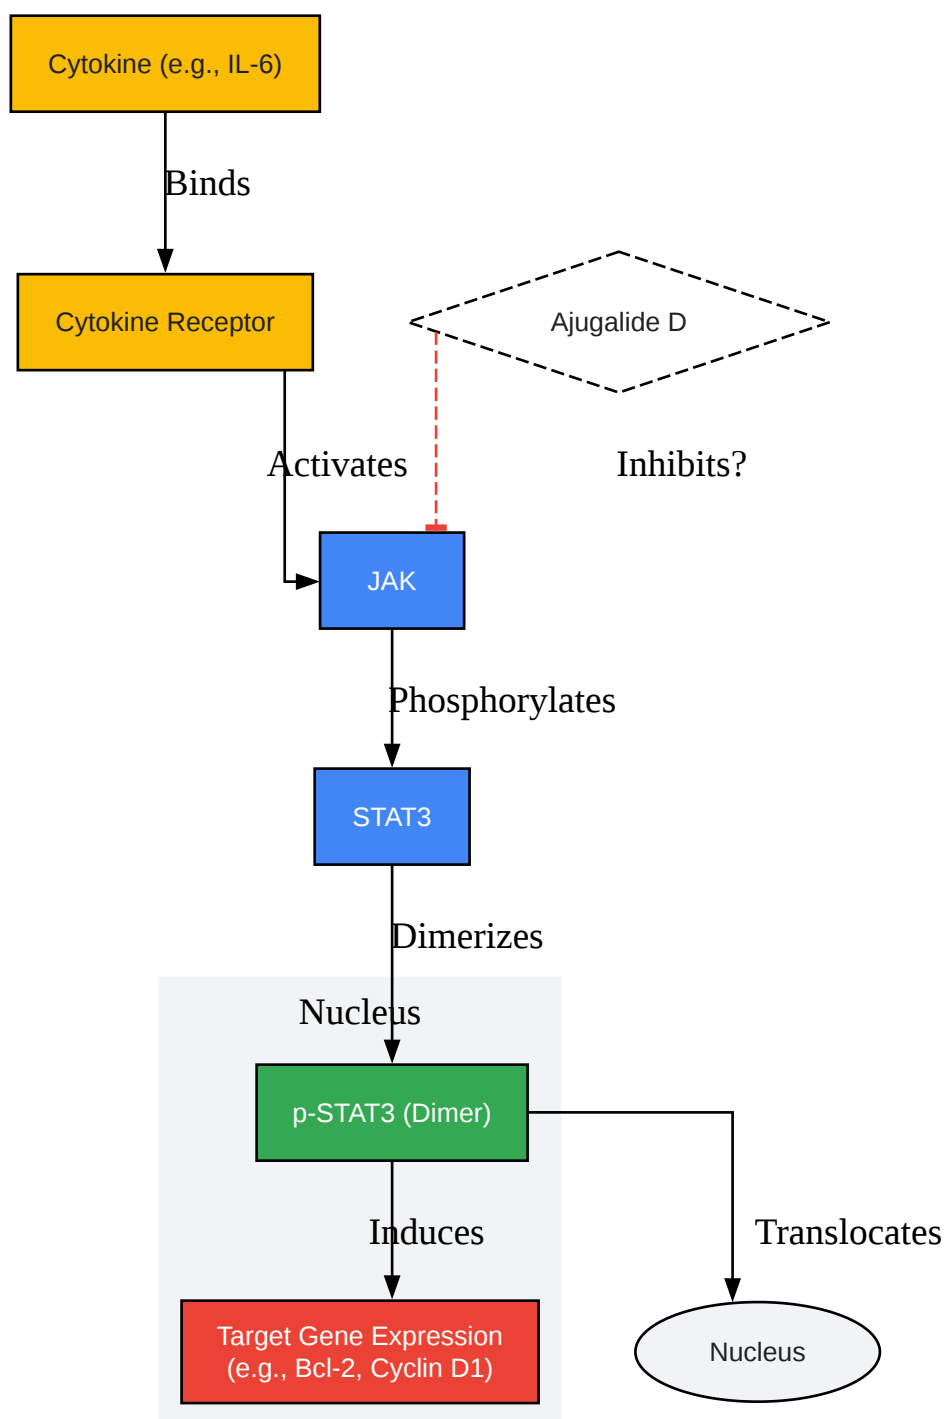 Cytokine (e.g., IL-6)
Binds
Cytokine Receptor
Ajugalide D
Activates
Inhibits?
JAK
Phosphorylates
STAT3
Dimerizes
Nucleus
p-STAT3 (Dimer)
Induces
Translocates
Target Gene Expression
(e.g., Bcl-2, Cyclin D1)
Nucleus